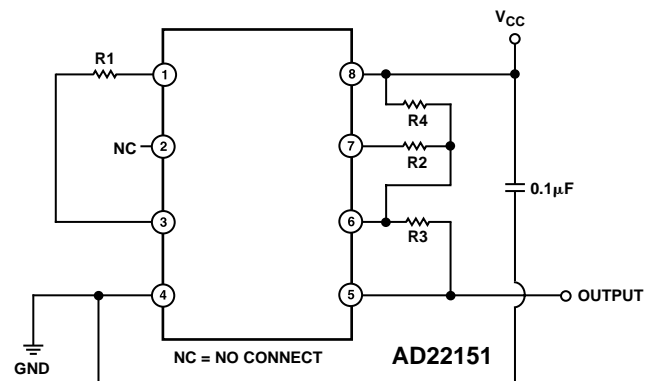 VCC
R1
1
8
R4
NC
2
7
R2
0.1μF
3
6
R3
4
5
OUTPUT
GND
NC = NO CONNECT
AD22151